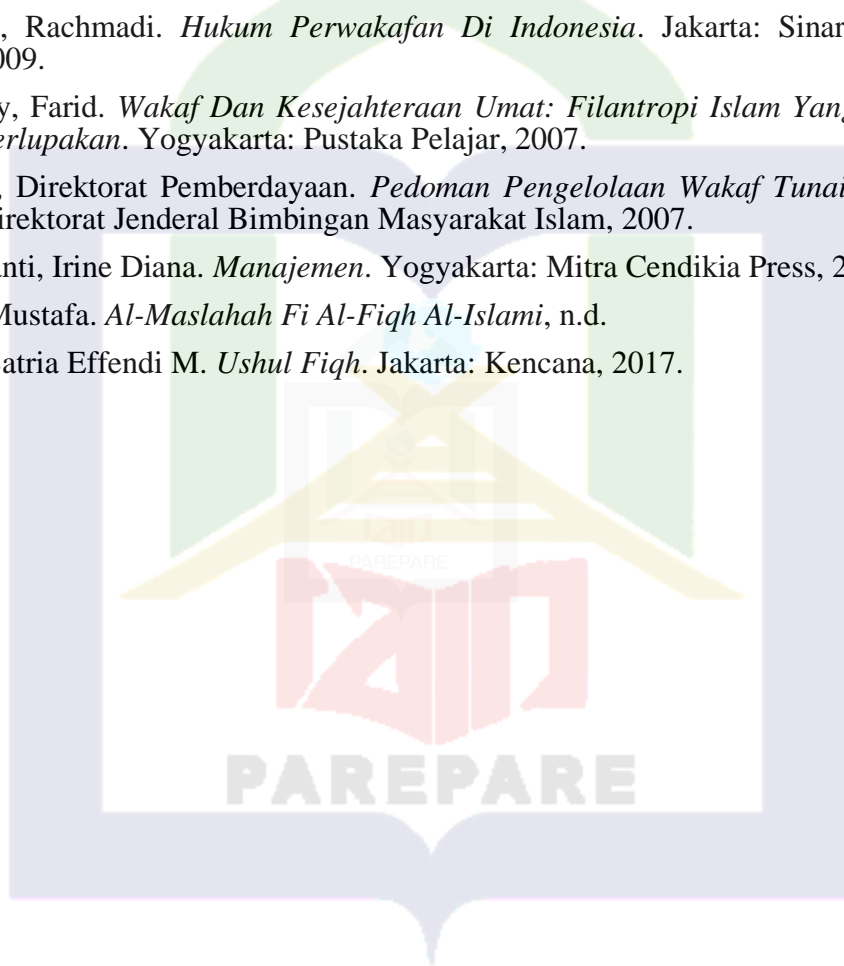 , Rachmadi. Hukum Perwakafan Di Indonesia. Jakarta: Sinar
009.
y, Farid. Wakaf Dan Kesejahteraan Umat: Filantropi Islam Yang
erlupakan. Yogyakarta: Pustaka Pelajar, 2007.
, Direktorat Pemberdayaan. Pedoman Pengelolaan Wakaf Tunai
irektorat Jenderal Bimbingan Masyarakat Islam, 2007.
anti, Irine Diana. Manajemen. Yogyakarta: Mitra Cendikia Press, 2
Mustafa. Al-Maslahah Fi Al-Fiqh Al-Islami, n.d.
atria Effendi M. Ushul Fiqh. Jakarta: Kencana, 2017.
PAREPARE
PAREPARE